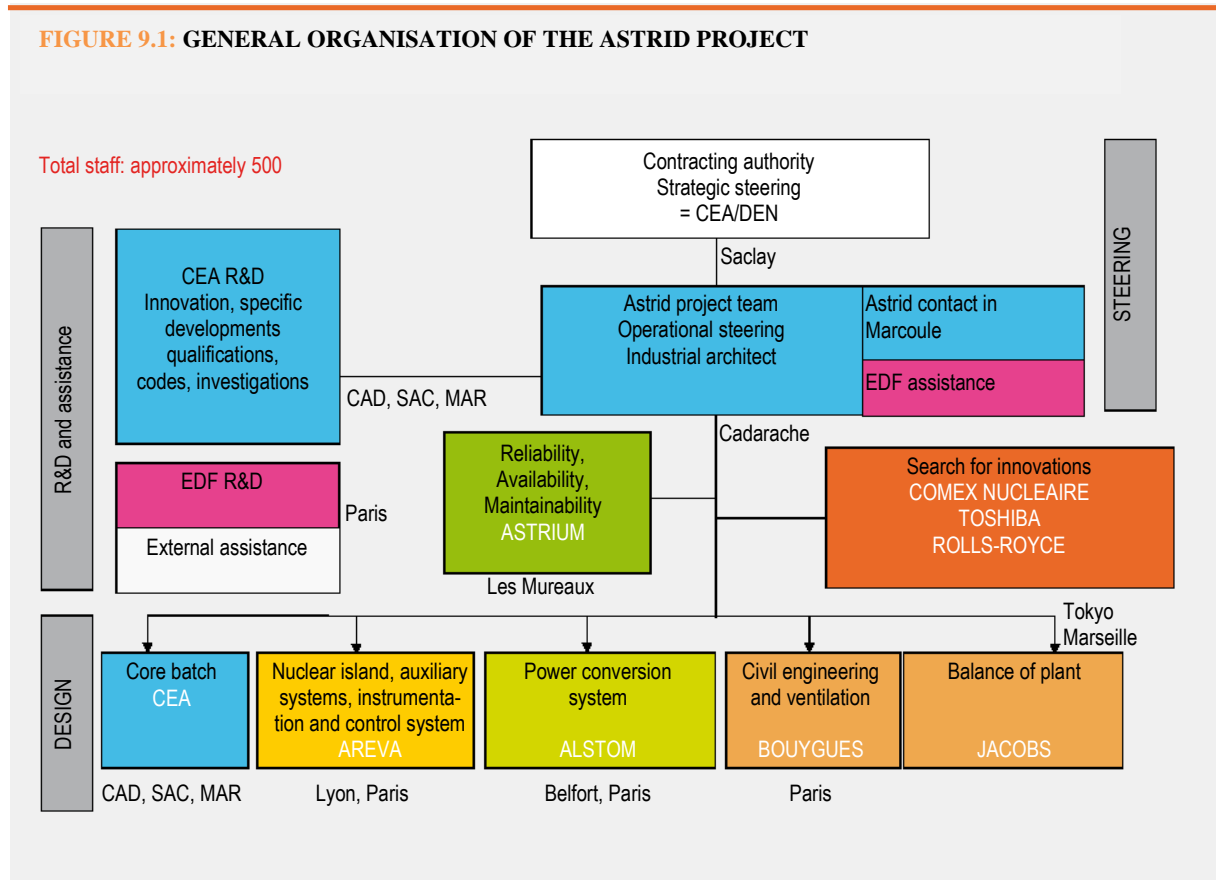 FIGURE 9.1: GENERAL ORGANISATION OF THE ASTRID PROJECT
Total staff: approximately 500
Contracting authority
Strategic steering
= CEA/DEN
STEERING
Saclay
R&D and assistance
CEA R&D
Innovation, specific
developments
qualifications,
codes, investigations
CAD, SAC, MAR
Astrid project team
Operational steering
Industrial architect
Astrid contact in
Marcoule
EDF assistance
Cadarache
EDF R&D
External assistance
Paris
Reliability,
Availability,
Maintainability
ASTRIUM
Les Mureaux
Search for innovations
COMEX NUCLEAIRE
TOSHIBA
ROLLS-ROYCE
Tokyo
Marseille
DESIGN
Core batch
CEA
CAD, SAC, MAR
Nuclear island, auxiliary
systems, instrumenta-
tion and control system
AREVA
Lyon, Paris
Power conversion
system
ALSTOM
Belfort, Paris
Civil engineering
and ventilation
BOUYGUES
Paris
Balance of plant
JACOBS